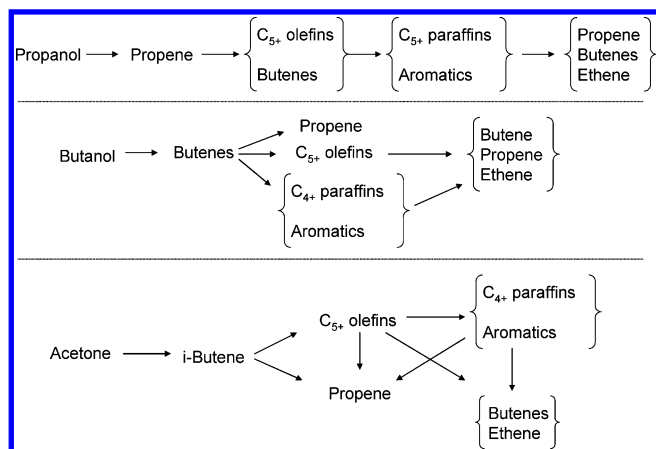 Propanol Propene C5+ olefins Butenes C5+ paraffins Aromatics Propene Butenes Ethene
Butanol Butenes Propene C5+ olefins C4+ paraffins Aromatics Butene Propene Ethene
Acetone i-Butene C5+ olefins Propene C4+ paraffins Aromatics Butenes Ethene